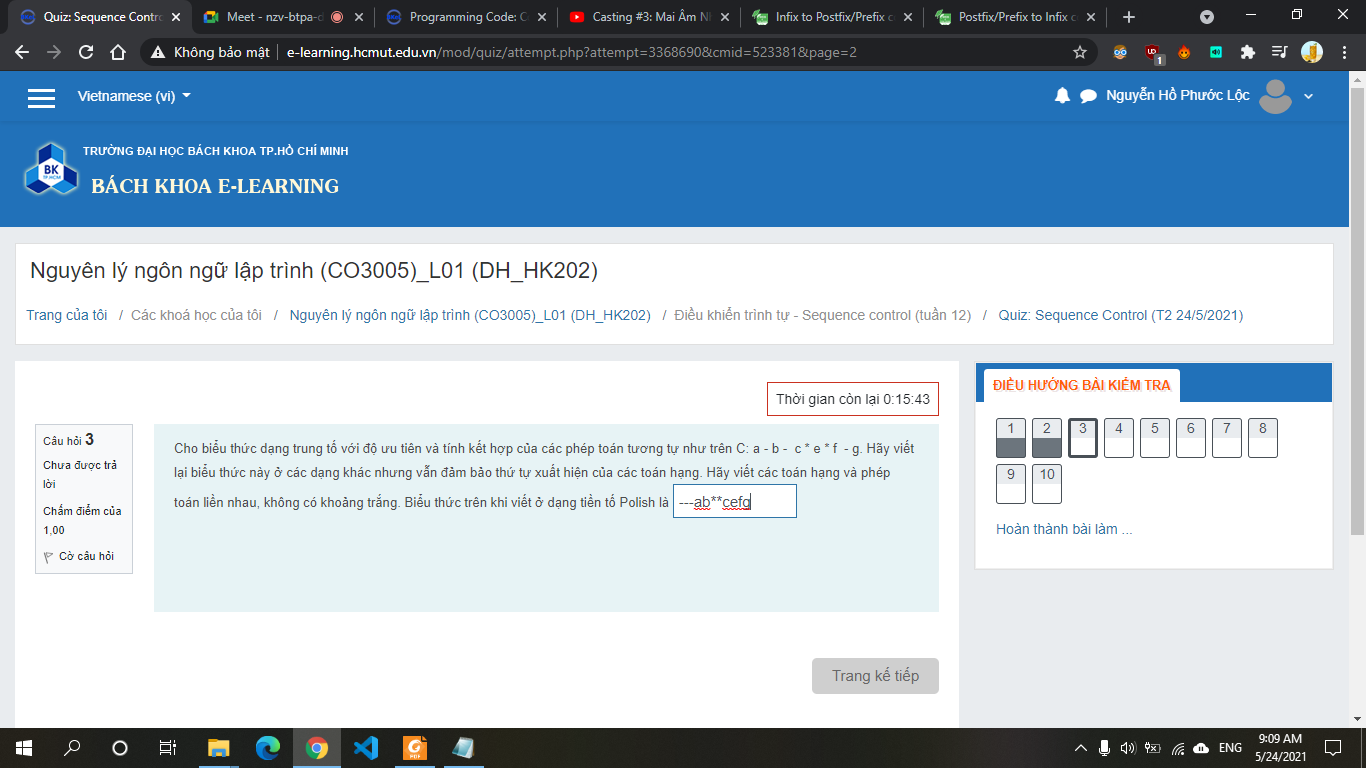 Quiz: Sequence Contro
Meet - nzv-btpa-d
Programming Code: C
Casting #3: Mai Âm N
Infix to Postfix/Prefix c
Postfix/Prefix to Infix c
Không bảo mật
e-learning.hcmut.edu.vn/mod/quiz/attempt.php?attempt=3368690&cmid=523381&page=2
1
Vietnamese (vi)
Nguyễn Hồ Phước Lộc
BK
TP.HCM
TRƯỜNG ĐẠI HỌC BÁCH KHOA TP.HỒ CHÍ MINH
BÁCH KHOA E-LEARNING
Nguyên lý ngôn ngữ lập trình (CO3005)_L01 (DH_HK202)
Trang của tôi / Các khoá học của tôi / Nguyên lý ngôn ngữ lập trình (CO3005)_L01 (DH_HK202) / Điều khiển trình tự - Sequence control (tuần 12) / Quiz: Sequence Control (T2 24/5/2021)
Thời gian còn lại 0:15:43
Câu hỏi 3
Chưa được trả
lời
Chấm điểm của
1,00
Cờ câu hỏi
Cho biểu thức dạng trung tố với độ ưu tiên và tính kết hợp của các phép toán tương tự như trên C: a - b - c * e * f - g. Hãy viết
lại biểu thức này ở các dạng khác nhưng vẫn đảm bảo thứ tự xuất hiện của các toán hạng. Hãy viết các toán hạng và phép
toán liền nhau, không có khoảng trắng. Biểu thức trên khi viết ở dạng tiền tố Polish là ---ab**cefg
Trang kế tiếp
ĐIỀU HƯỚNG BÀI KIỂM TRA
1 2 3 4 5 6 7 8
9 10
Hoàn thành bài làm ...
ENG
9:09 AM
5/24/2021